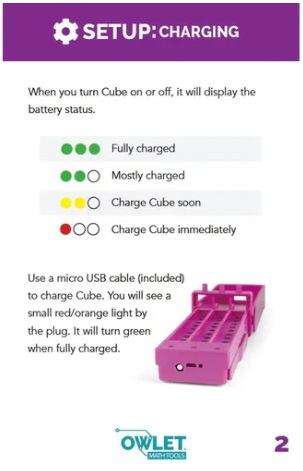 SETUP: CHARGING
When you turn Cube on or off, it will display the
battery status.
Fully charged
Mostly charged
Charge Cube soon
Charge Cube immediately
Use a micro USB cable (included)
to charge Cube. You will see a
small red/orange light by
the plug. It will turn green
when fully charged.
OWLET
MATH TOOLS
2